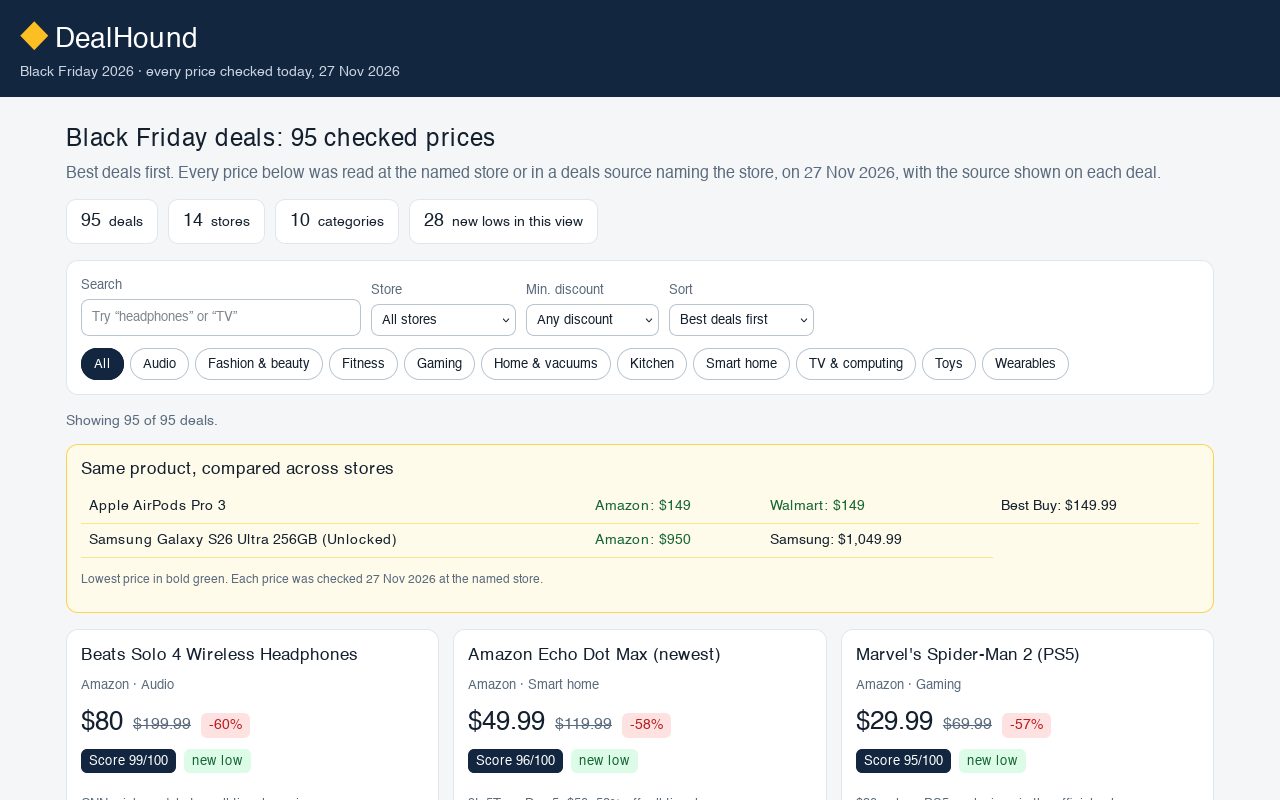 DealHound
Black Friday 2026 · every price checked today, 27 Nov 2026
Black Friday deals: 95 checked prices
Best deals first. Every price below was read at the named store or in a deals source naming the store, on 27 Nov 2026, with the source shown on each deal.
95 deals 14 stores 10 categories 28 new lows in this view
Search Store Min. discount Sort
Try “headphones” or “TV” All stores Any discount Best deals first
All Audio Fashion & beauty Fitness Gaming Home & vacuums Kitchen Smart home TV & computing Toys Wearables
Showing 95 of 95 deals.
Same product, compared across stores
Apple AirPods Pro 3 Amazon: $149 Walmart: $149 Best Buy: $149.99
Samsung Galaxy S26 Ultra 256GB (Unlocked) Amazon: $950 Samsung: $1,049.99
Lowest price in bold green. Each price was checked 27 Nov 2026 at the named store.
Beats Solo 4 Wireless Headphones
Amazon · Audio
$80 $199.99 -60%
Score 99/100 new low
Amazon Echo Dot Max (newest)
Amazon · Smart home
$49.99 $119.99 -58%
Score 96/100 new low
Marvel's Spider-Man 2 (PS5)
Amazon · Gaming
$29.99 $69.99 -57%
Score 95/100 new low